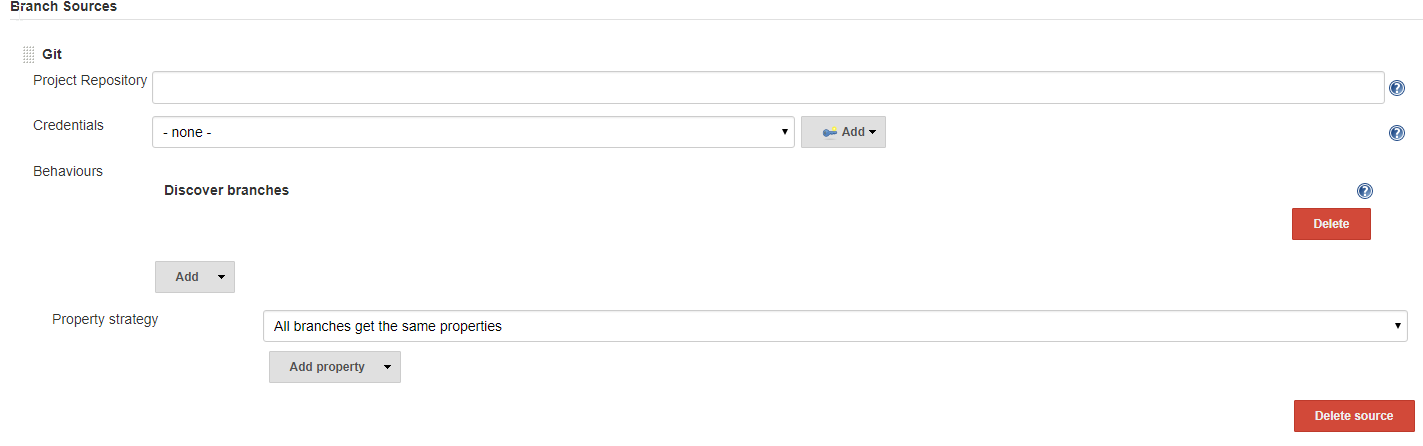 Branch Sources
Git
Project Repository
?
Credentials
- none -
Add
?
Behaviours
Discover branches
?
Delete
Add
Property strategy
All branches get the same properties
Add property
Delete source